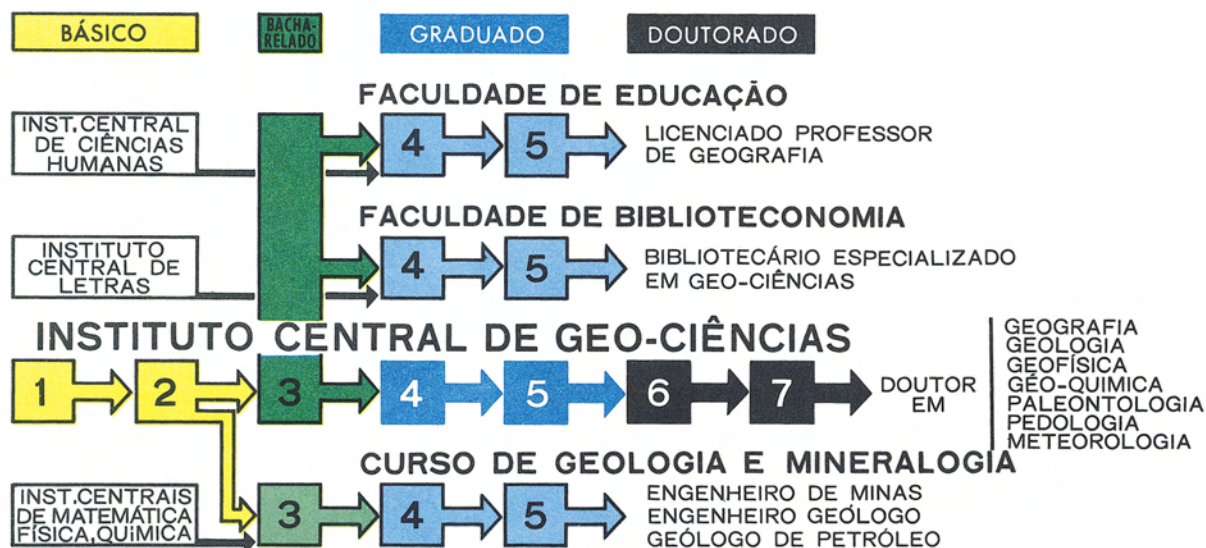 BÁSICO
BACHA-
RELADO
GRADUADO
DOUTORADO
FACULDADE DE EDUCAÇÃO
INST.CENTRAL
DE CIÊNCIAS
HUMANAS
4
5
LICENCIADO PROFESSOR
DE GEOGRAFIA
FACULDADE DE BIBLIOTECONOMIA
INSTITUTO
CENTRAL DE
LETRAS
4
5
BIBLIOTECÁRIO ESPECIALIZADO
EM GEO-CIÊNCIAS
INSTITUTO CENTRAL DE GEO-CIÊNCIAS
1
2
3
4
5
6
7
DOUTOR
EM
GEOGRAFIA
GEOLOGIA
GEOFÍSICA
GÉO-QUIMICA
PALEONTOLOGIA
PEDOLOGIA
METEOROLOGIA
CURSO DE GEOLOGIA E MINERALOGIA
INST.CENTRAIS
DE MATEMÁTICA
FÍSICA,QUÍMICA
3
4
5
ENGENHEIRO DE MINAS
ENGENHEIRO GEÓLOGO
GEÓLOGO DE PETRÓLEO